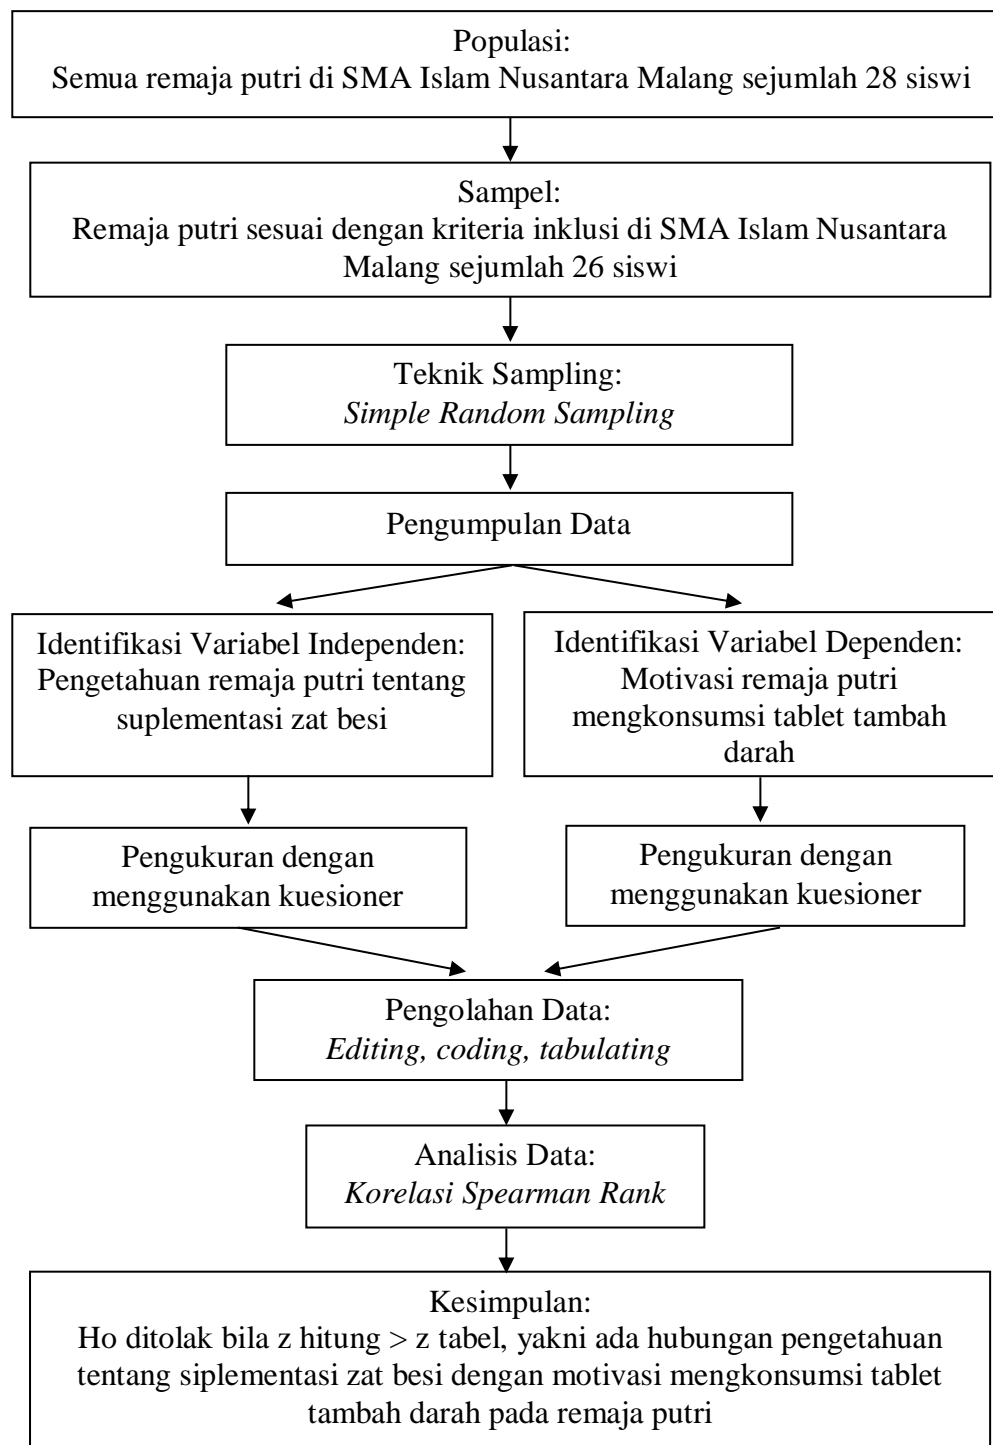 Populasi:
Semua remaja putri di SMA Islam Nusantara Malang sejumlah 28 siswi
Sampel:
Remaja putri sesuai dengan kriteria inklusi di SMA Islam Nusantara
Malang sejumlah 26 siswi
Teknik Sampling:
Simple Random Sampling
Pengumpulan Data
Identifikasi Variabel Independen:
Pengetahuan remaja putri tentang
suplementasi zat besi
Identifikasi Variabel Dependen:
Motivasi remaja putri
mengkonsumsi tablet tambah
darah
Pengukuran dengan
menggunakan kuesioner
Pengukuran dengan
menggunakan kuesioner
Pengolahan Data:
Editing, coding, tabulating
Analisis Data:
Korelasi Spearman Rank
Kesimpulan:
Ho ditolak bila z hitung > z tabel, yakni ada hubungan pengetahuan
tentang siplementasi zat besi dengan motivasi mengkonsumsi tablet
tambah darah pada remaja putri